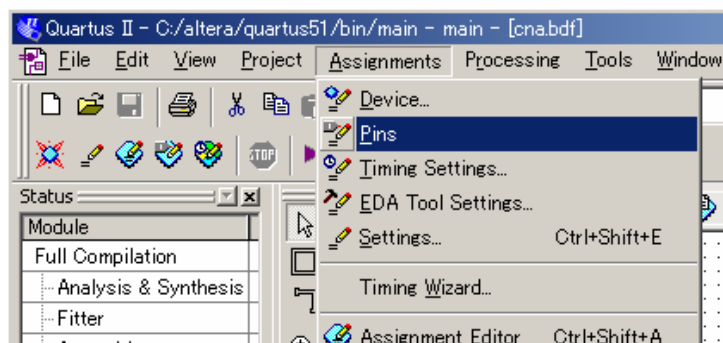 Quartus II - C:/altera/quartus51/bin/main - main - [cna.bdf]
File Edit View Project Assignments Processing Tools Window
Device...
Pins
STOP
Timing Settings...
Status
EDA Tool Settings...
Module
Settings... Ctrl+Shift+E
Full Compilation
Analysis & Synthesis
Timing Wizard...
Fitter
Assignment Editor Ctrl+Shift+A